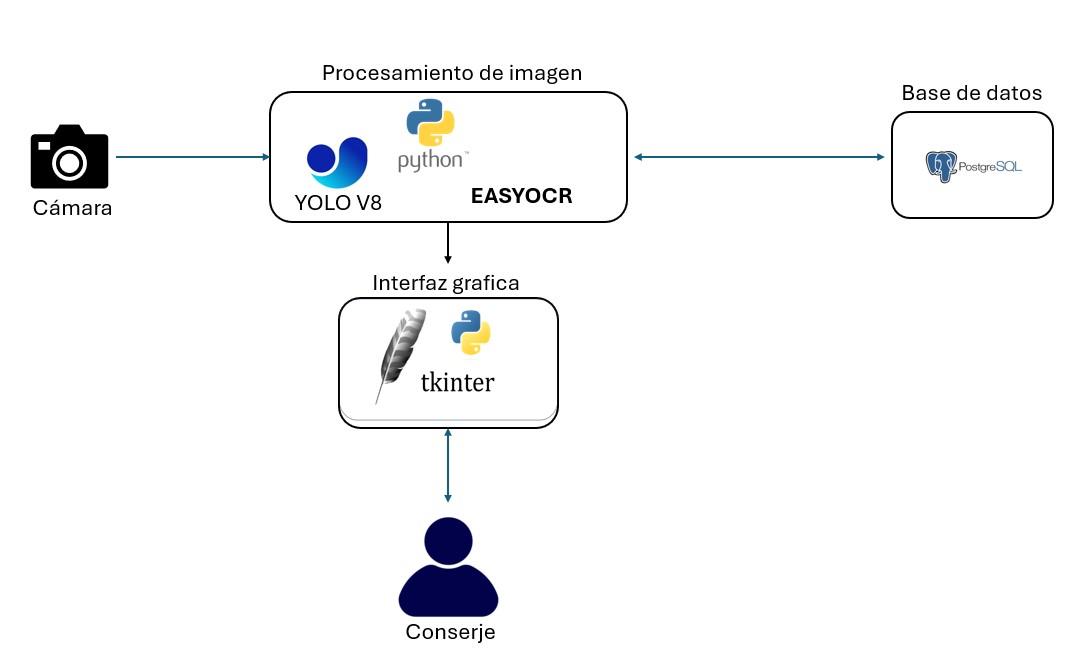 Procesamiento de imagen
Base de datos
python™
PostgreSQL
YOLO V8
EASYOCR
Cámara
Interfaz grafica
tkinter
Conserje